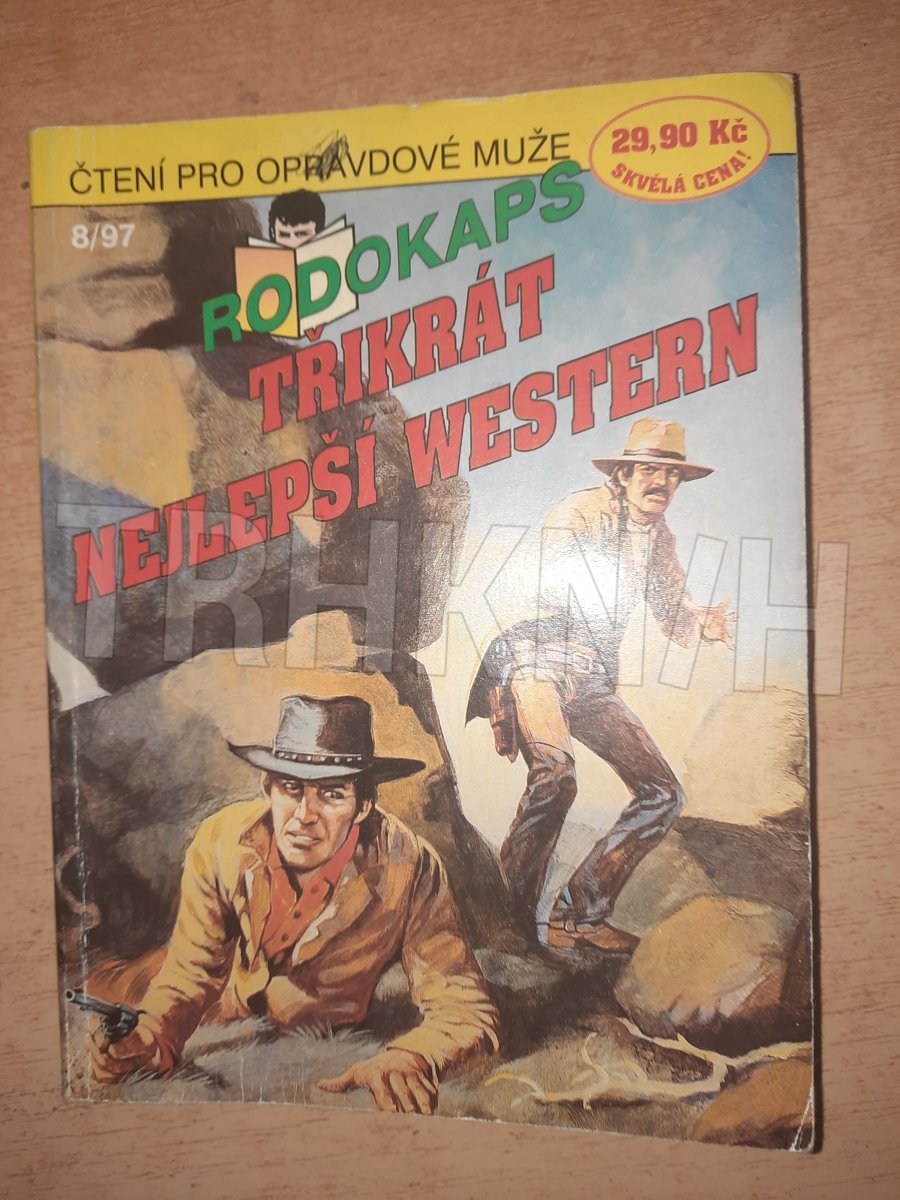 ČTENÍ PRO OPRAVDOVÉ MUŽE
29,90 Kč
SKVĚLÁ CENA!
8/97
RODOKAPS
TŘIKRÁT
NEJLEPŠÍ WESTERN
TRHKNIH